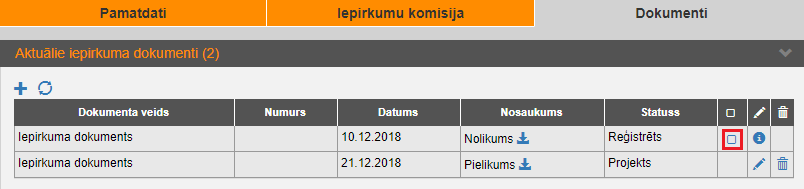 Pamatdati Iepirkumu komisija Dokumenti
Aktuālie iepirkuma dokumenti (2)
Dokumenta veids Numurs Datums Nosaukums Statuss
Iepirkuma dokuments 10.12.2018 Nolikums Reģistrēts
Iepirkuma dokuments 21.12.2018 Pielikums Projekts